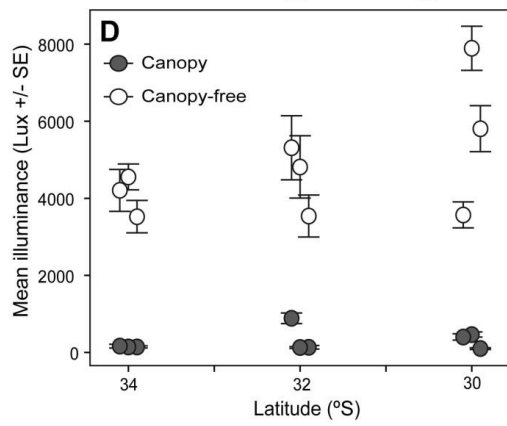 D
Canopy
Canopy-free
Mean illuminance (Lux +/- SE)
8000
6000
4000
2000
0
34
32
30
Latitude (ºS)